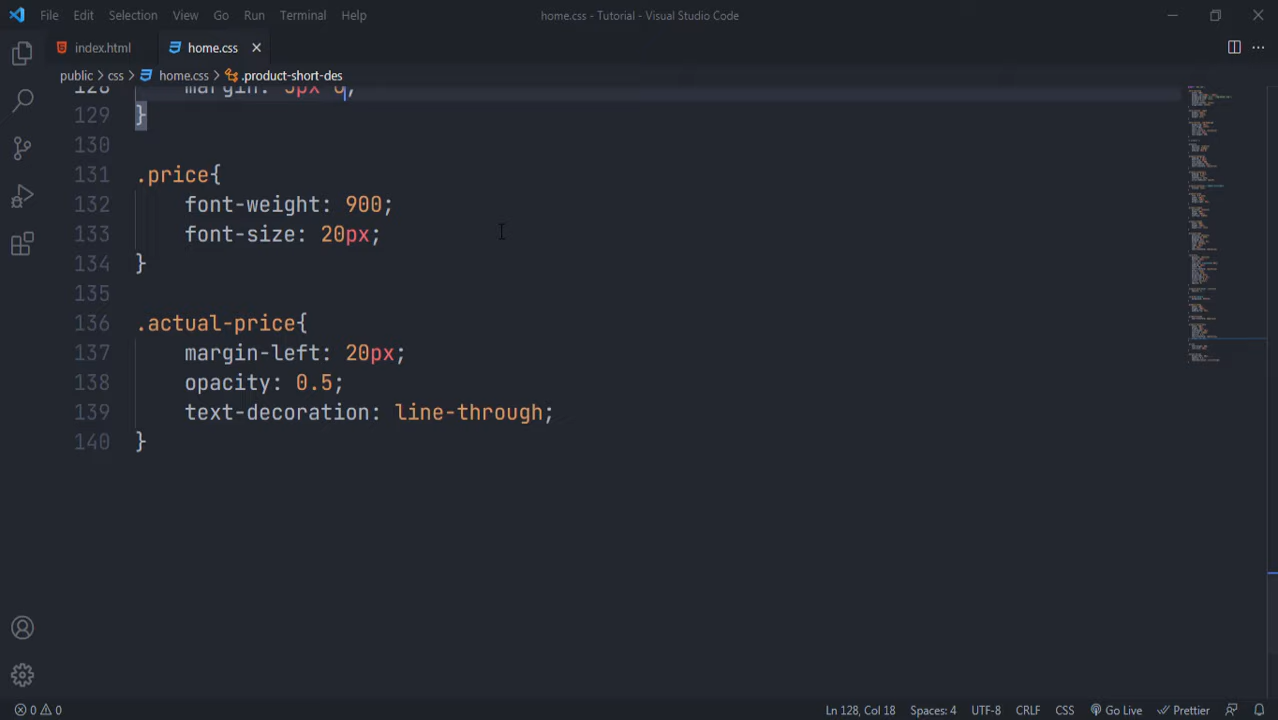 File Edit Selection View Go Run Terminal Help home.css - Tutorial - Visual Studio Code
index.html home.css
public > css > home.css > .product-short-des
128 margin: 5px 0;
129 }
130
131 .price{
132 font-weight: 900;
133 font-size: 20px;
134 }
135
136 .actual-price{
137 margin-left: 20px;
138 opacity: 0.5;
139 text-decoration: line-through;
140 }
0 0 Ln 128, Col 18 Spaces: 4 UTF-8 CRLF CSS Go Live Prettier